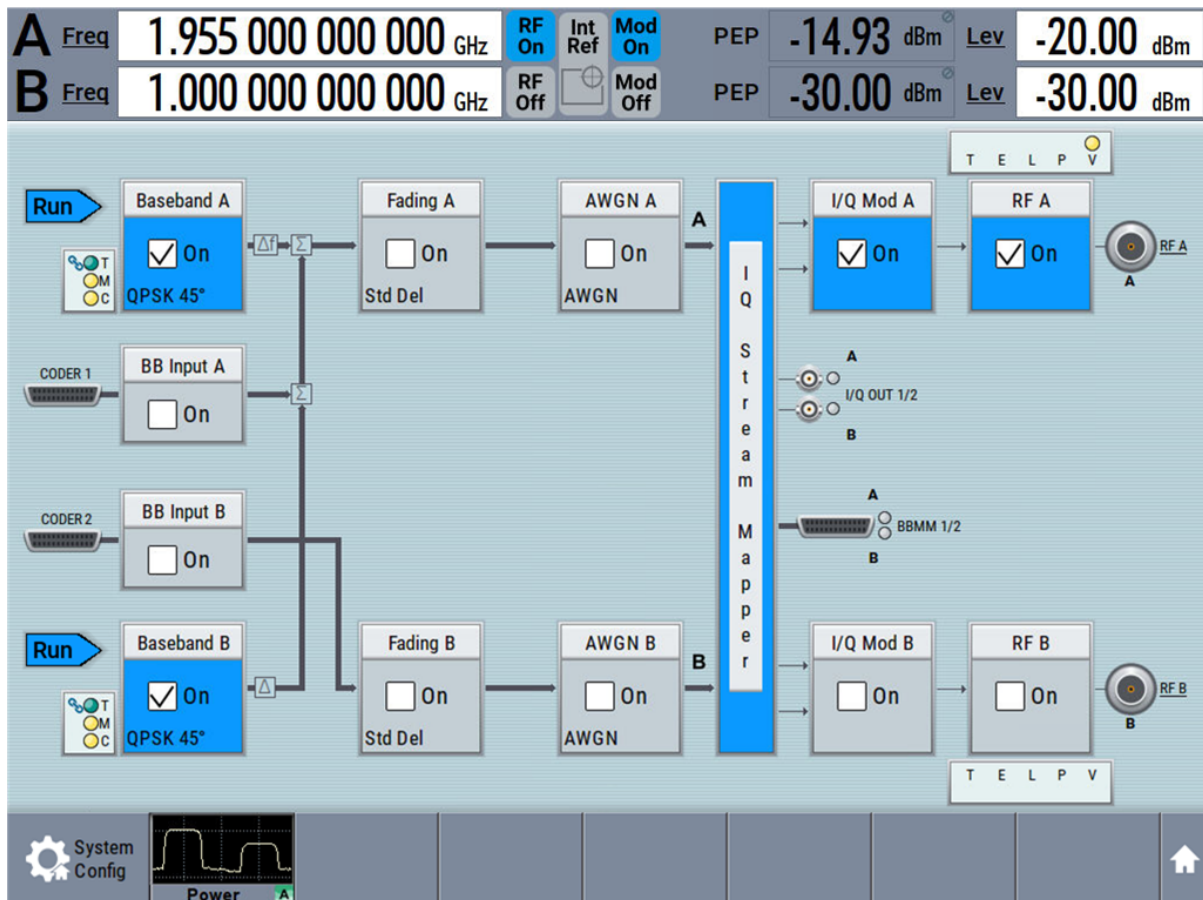 A Freq 1.955 000 000 000 GHz RF On Int Ref Mod On PEP -14.93 dBm Lev -20.00 dBm
B Freq 1.000 000 000 000 GHz RF Off Mod Off PEP -30.00 dBm Lev -30.00 dBm
T E L P V
Run
Baseband A
On
QPSK 45°
T
M
C
Δf
Σ
Fading A
On
Std Del
AWGN A
On
AWGN
A
IQ Stream Mapper
I/Q Mod A
On
RF A
On
RF A
A
CODER 1
BB Input A
On
Σ
A
I/Q OUT 1/2
B
CODER 2
BB Input B
On
A
BBMM 1/2
B
Run
Baseband B
On
QPSK 45°
T
M
C
Δ
Fading B
On
Std Del
AWGN B
On
AWGN
B
I/Q Mod B
On
RF B
On
RF B
B
T E L P V
System
Config
Power A